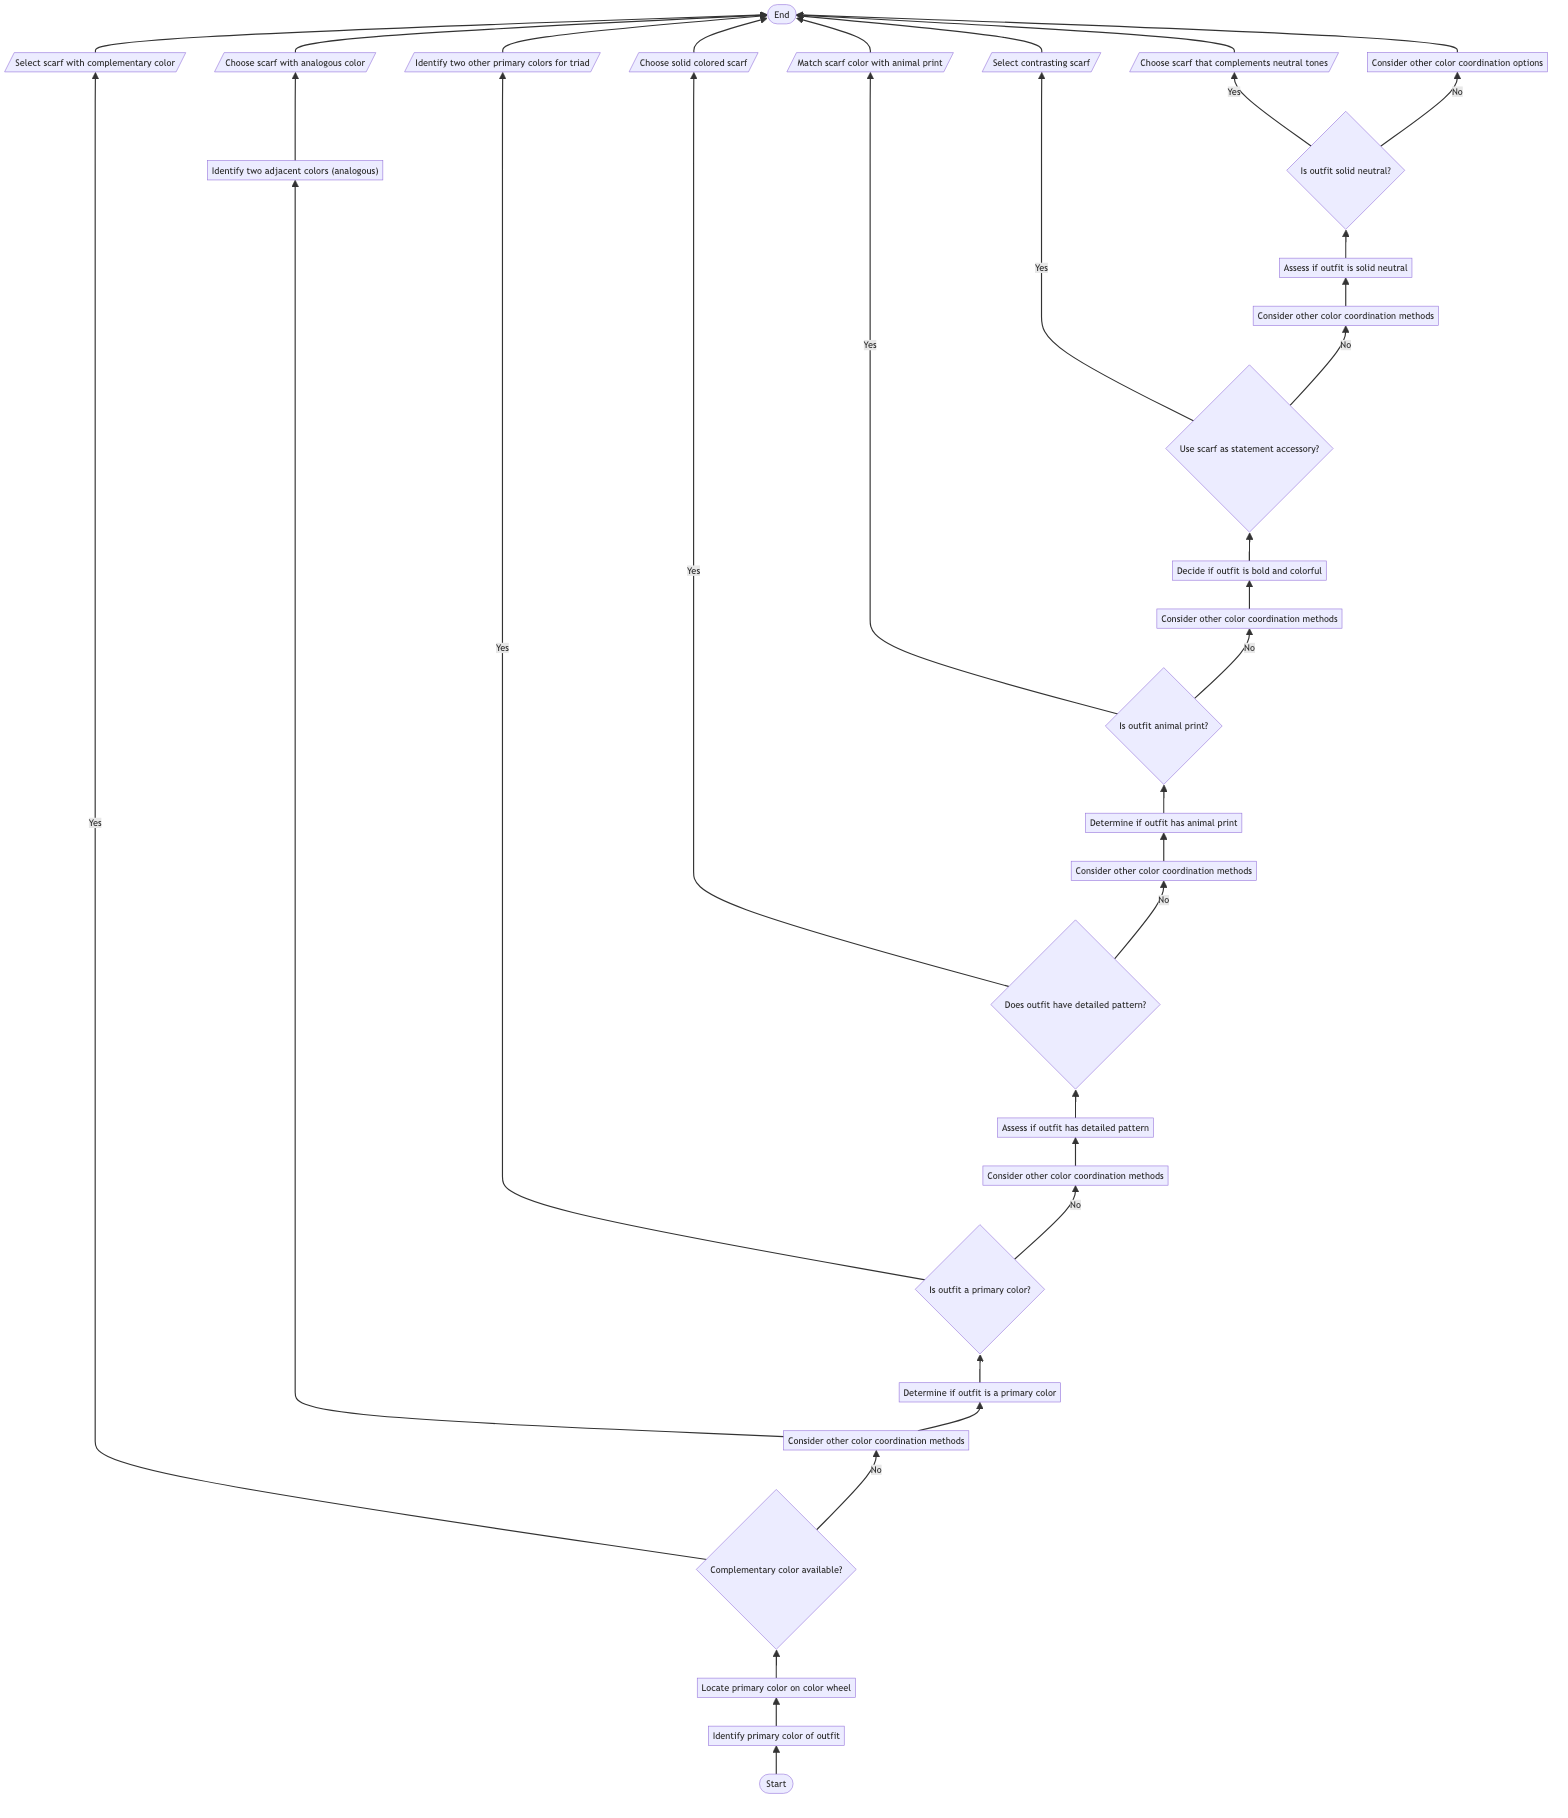 End
Select scarf with complementary color
Choose scarf with analogous color
Identify two other primary colors for triad
Choose solid colored scarf
Match scarf color with animal print
Select contrasting scarf
Choose scarf that complements neutral tones
Consider other color coordination options
Yes
No
Identify two adjacent colors (analogous)
Is outfit solid neutral?
Yes
Assess if outfit is solid neutral
Consider other color coordination methods
Yes
No
Use scarf as statement accessory?
Yes
Decide if outfit is bold and colorful
Consider other color coordination methods
Yes
No
Is outfit animal print?
Yes
Determine if outfit has animal print
Consider other color coordination methods
No
Does outfit have detailed pattern?
Assess if outfit has detailed pattern
Consider other color coordination methods
No
Is outfit a primary color?
Determine if outfit is a primary color
Consider other color coordination methods
No
Complementary color available?
Locate primary color on color wheel
Identify primary color of outfit
Start